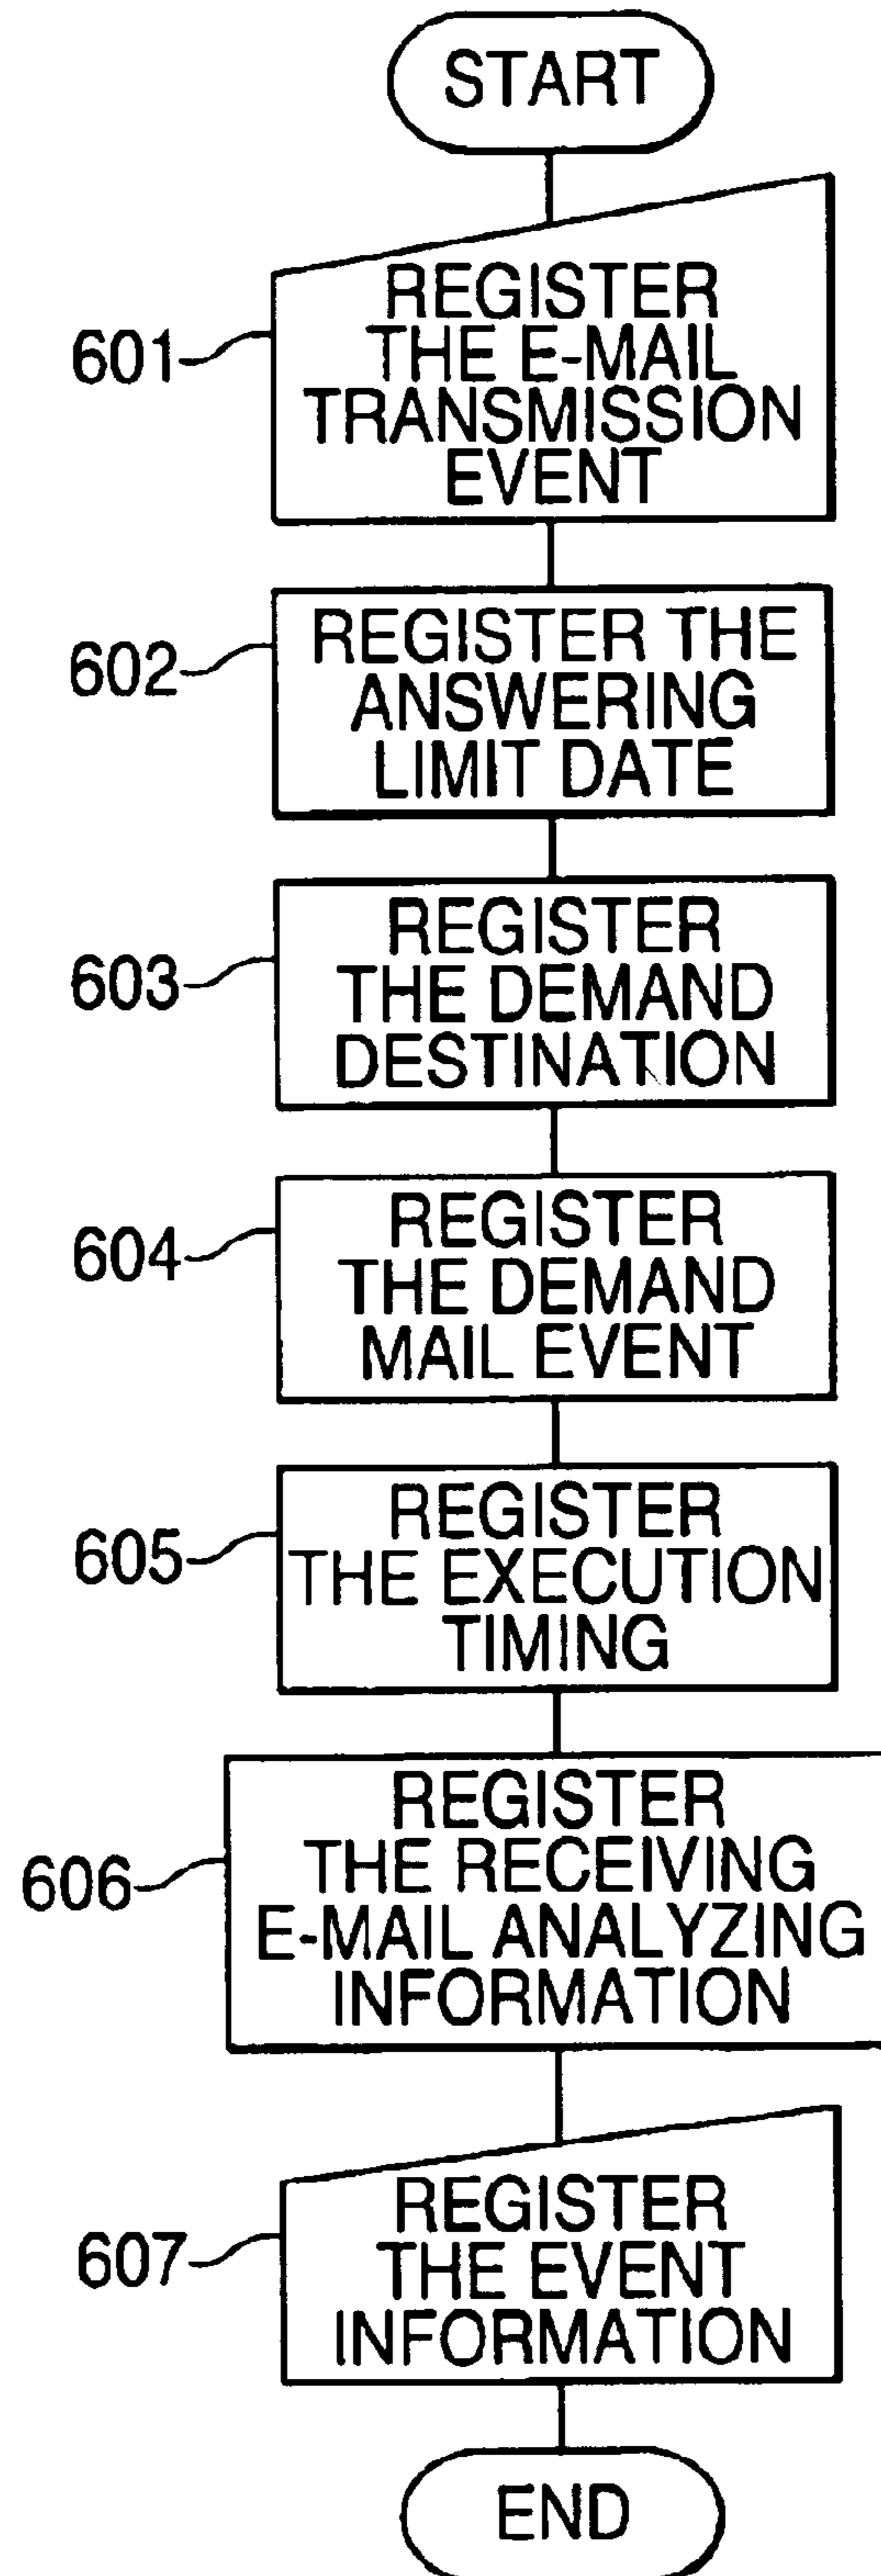 START
601
REGISTER
THE E-MAIL
TRANSMISSION
EVENT
602
REGISTER THE
ANSWERING
LIMIT DATE
603
REGISTER
THE DEMAND
DESTINATION
604
REGISTER
THE DEMAND
MAIL EVENT
605
REGISTER
THE EXECUTION
TIMING
606
REGISTER
THE RECEIVING
E-MAIL ANALYZING
INFORMATION
607
REGISTER
THE EVENT
INFORMATION
END